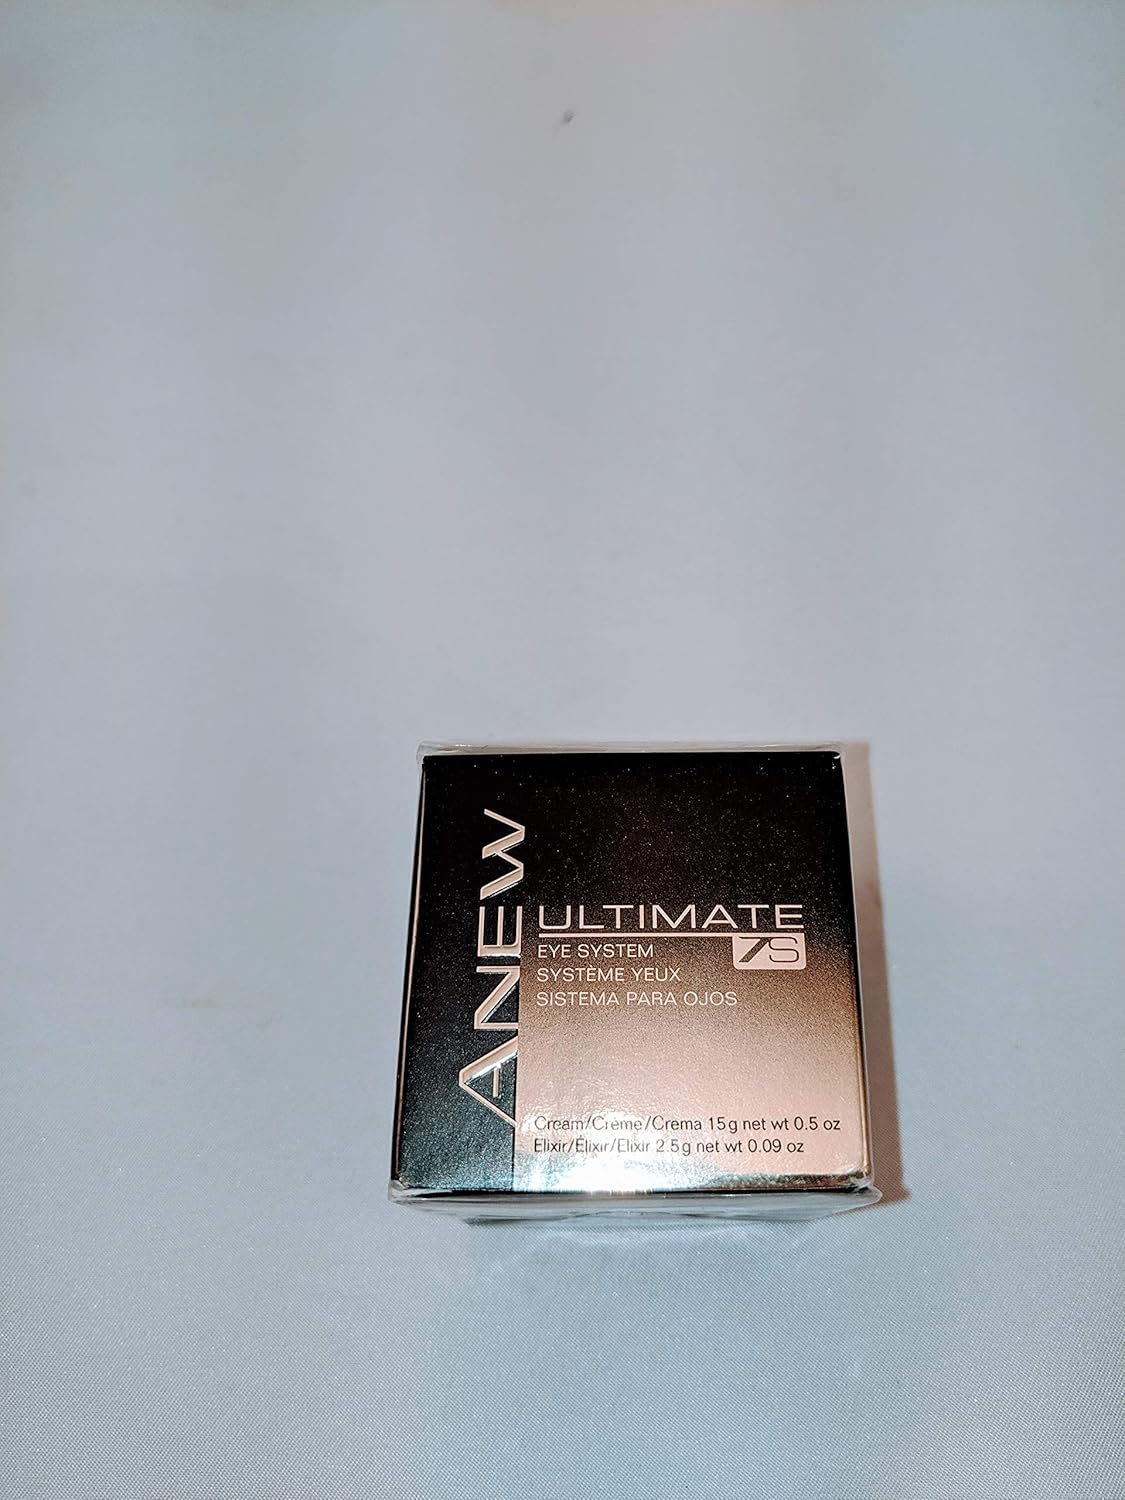 ANEW
ULTIMATE
7S
EYE SYSTEM
SYSTÈME YEUX
SISTEMA PARA OJOS
Cream/Crème/Crema 15g net wt 0.5 oz
Elixir/Élixir/Elixir 2.5g net wt 0.09 oz